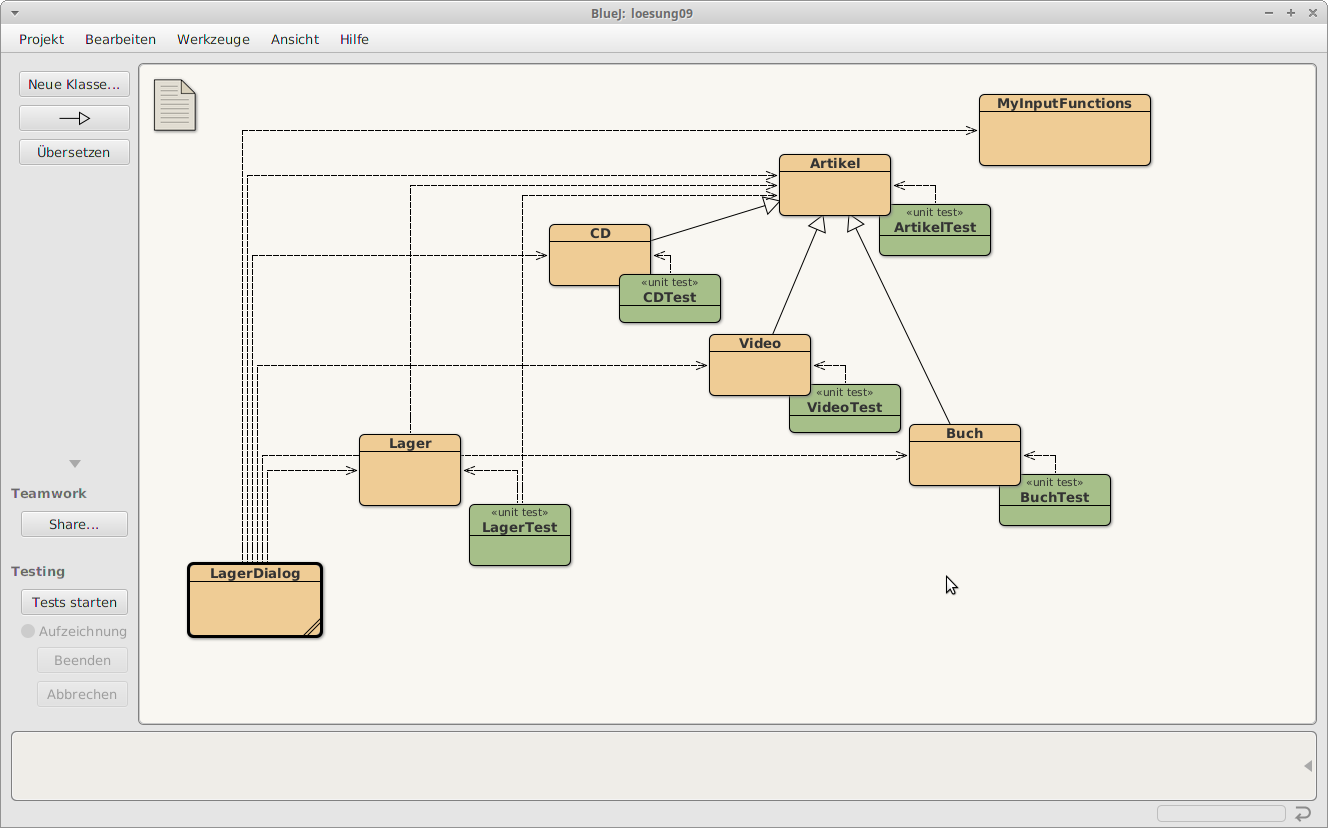 BlueJ: loesung09
Projekt Bearbeiten Werkzeuge Ansicht Hilfe
Neue Klasse...
Übersetzen
Teamwork
Share...
Testing
Tests starten
Aufzeichnung
Beenden
Abbrechen
MyInputFunctions
Artikel
«unit test»
ArtikelTest
CD
«unit test»
CDTest
Video
«unit test»
VideoTest
Buch
«unit test»
BuchTest
Lager
«unit test»
LagerTest
LagerDialog